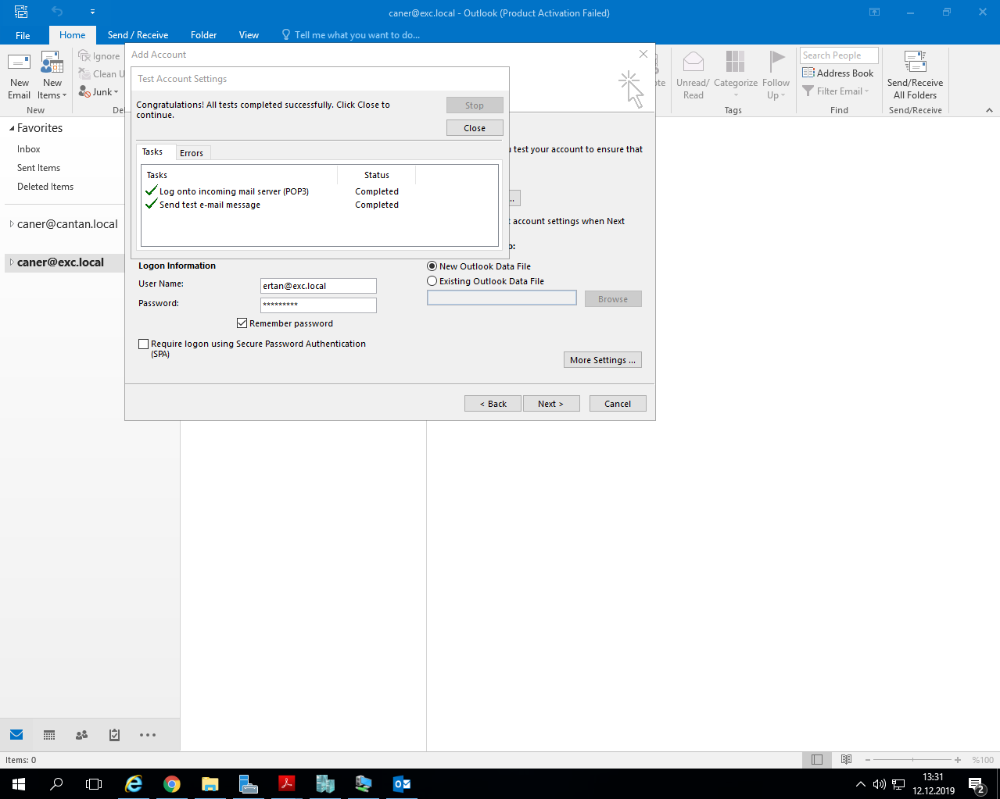 caner@exc.local - Outlook (Product Activation Failed)
File Home Send / Receive Folder View Tell me what you want to do...
New Email
New Items
Ignore
Clean U
Junk
New
Del
Unread/ Read
Categorize
Follow Up
Tags
Search People
Address Book
Filter Email
Find
Send/Receive All Folders
Send/Receive
Favorites
Inbox
Sent Items
Deleted Items
caner@cantan.local
caner@exc.local
Add Account
Test Account Settings
Congratulations! All tests completed successfully. Click Close to
continue.
Stop
Close
Tasks Errors
Tasks Status
Log onto incoming mail server (POP3) Completed
Send test e-mail message Completed
test your account to ensure that
account settings when Next
Logon Information
User Name: ertan@exc.local
Password: *********
Remember password
Require logon using Secure Password Authentication
(SPA)
New Outlook Data File
Existing Outlook Data File
Browse
More Settings ...
< Back Next > Cancel
Items: 0
%100
13:31
12.12.2019
2